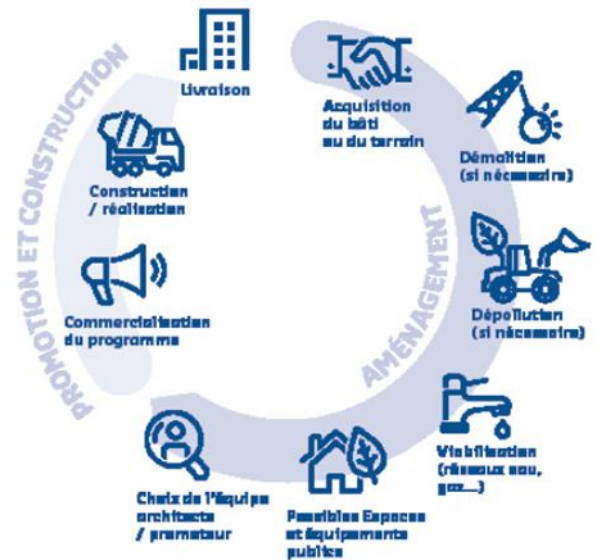 Livraison
Acquisition
du bâti
ou du terrain
Démolition
(si nécessaire)
Dépollution
(si nécessaire)
Viabilisation
(réseaux eau,
gaz...)
Possibles Espaces
et équipements
publics
Choix de l'équipe
architecte
/ promoteur
Commercialisation
du programme
Construction
/ réalisation
PROMOTION ET CONSTRUCTION
AMÉNAGEMENT